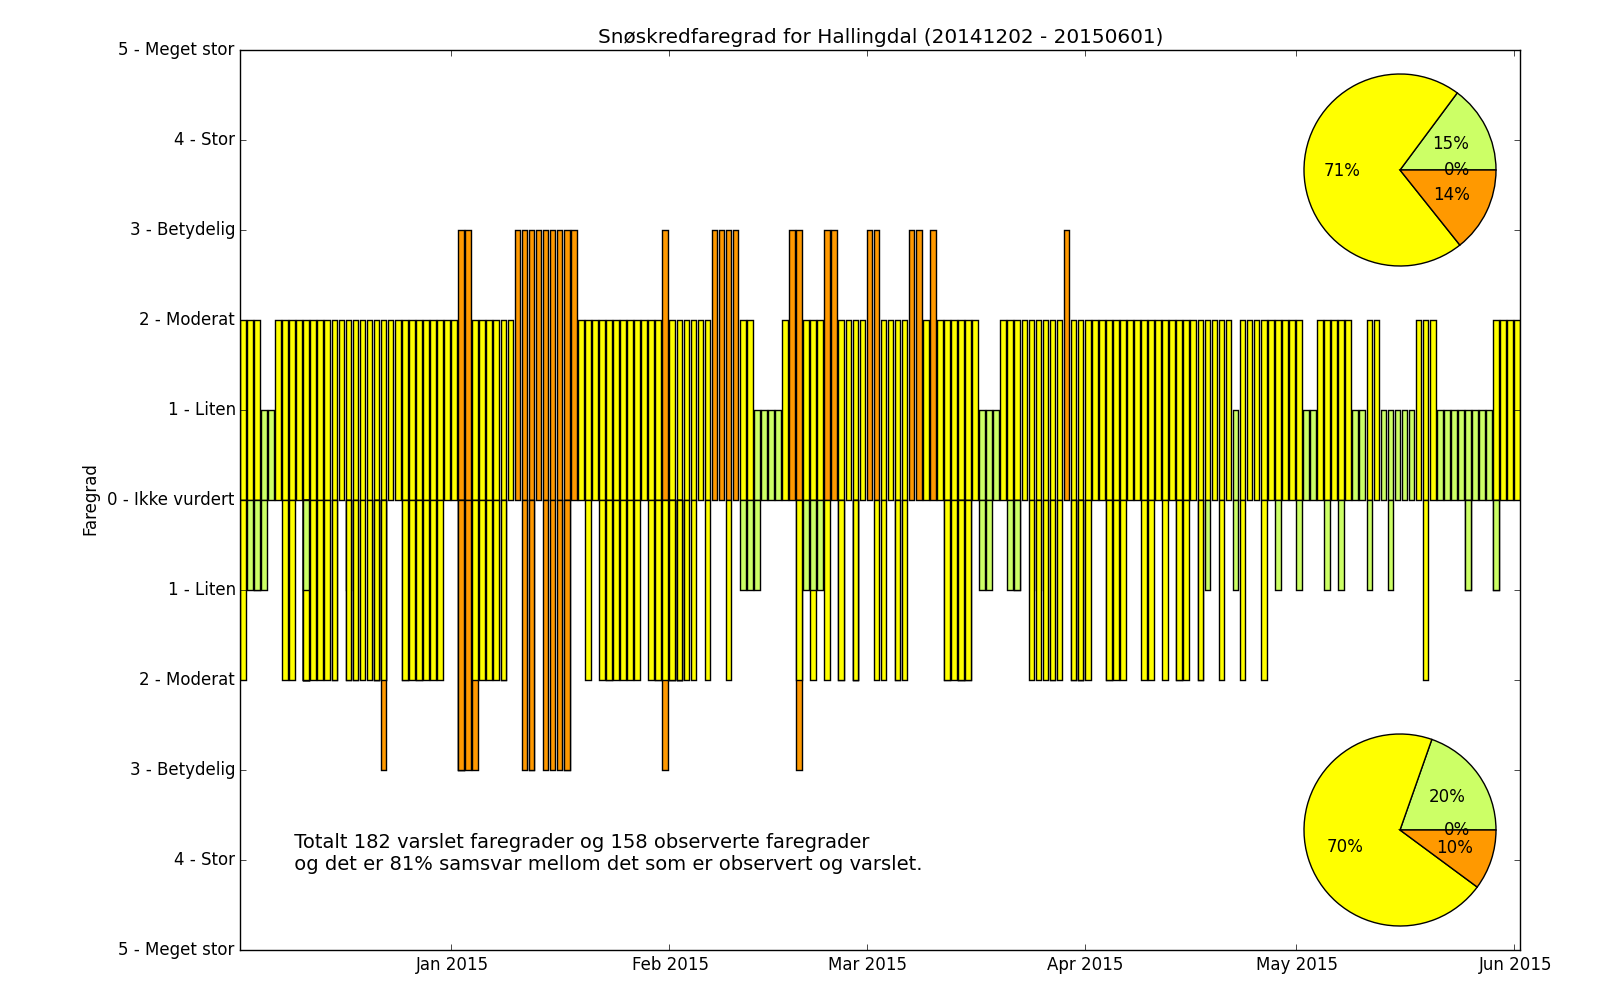 Snøskredfaregrad for Hallingdal (20141202 - 20150601)
5 - Meget stor
4 - Stor
3 - Betydelig
2 - Moderat
1 - Liten
0 - Ikke vurdert
1 - Liten
2 - Moderat
3 - Betydelig
4 - Stor
5 - Meget stor
Faregrad
15%
0%
71%
14%
20%
0%
70%
10%
Totalt 182 varslet faregrader og 158 observerte faregrader
og det er 81% samsvar mellom det som er observert og varslet.
Jan 2015 Feb 2015 Mar 2015 Apr 2015 May 2015 Jun 2015